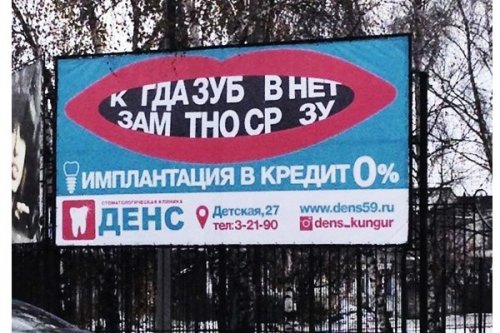 К ГДА ЗУБ В НЕТ
ЗАМ ТНО СР ЗУ
ИМПЛАНТАЦИЯ В КРЕДИТ 0%
СТОМАТОЛОГИЧЕСКАЯ КЛИНИКА
ДЕНС
Детская, 27
тел: 3-21-90
www.dens59.ru
dens_kungur